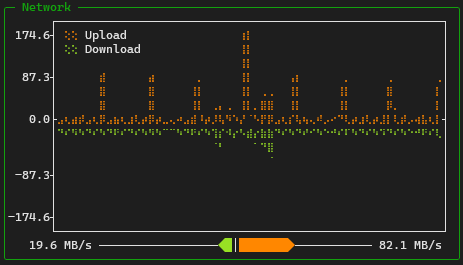 Network
174.6
Upload
Download
87.3
0.0
−87.3
−174.6
19.6 MB/s
82.1 MB/s